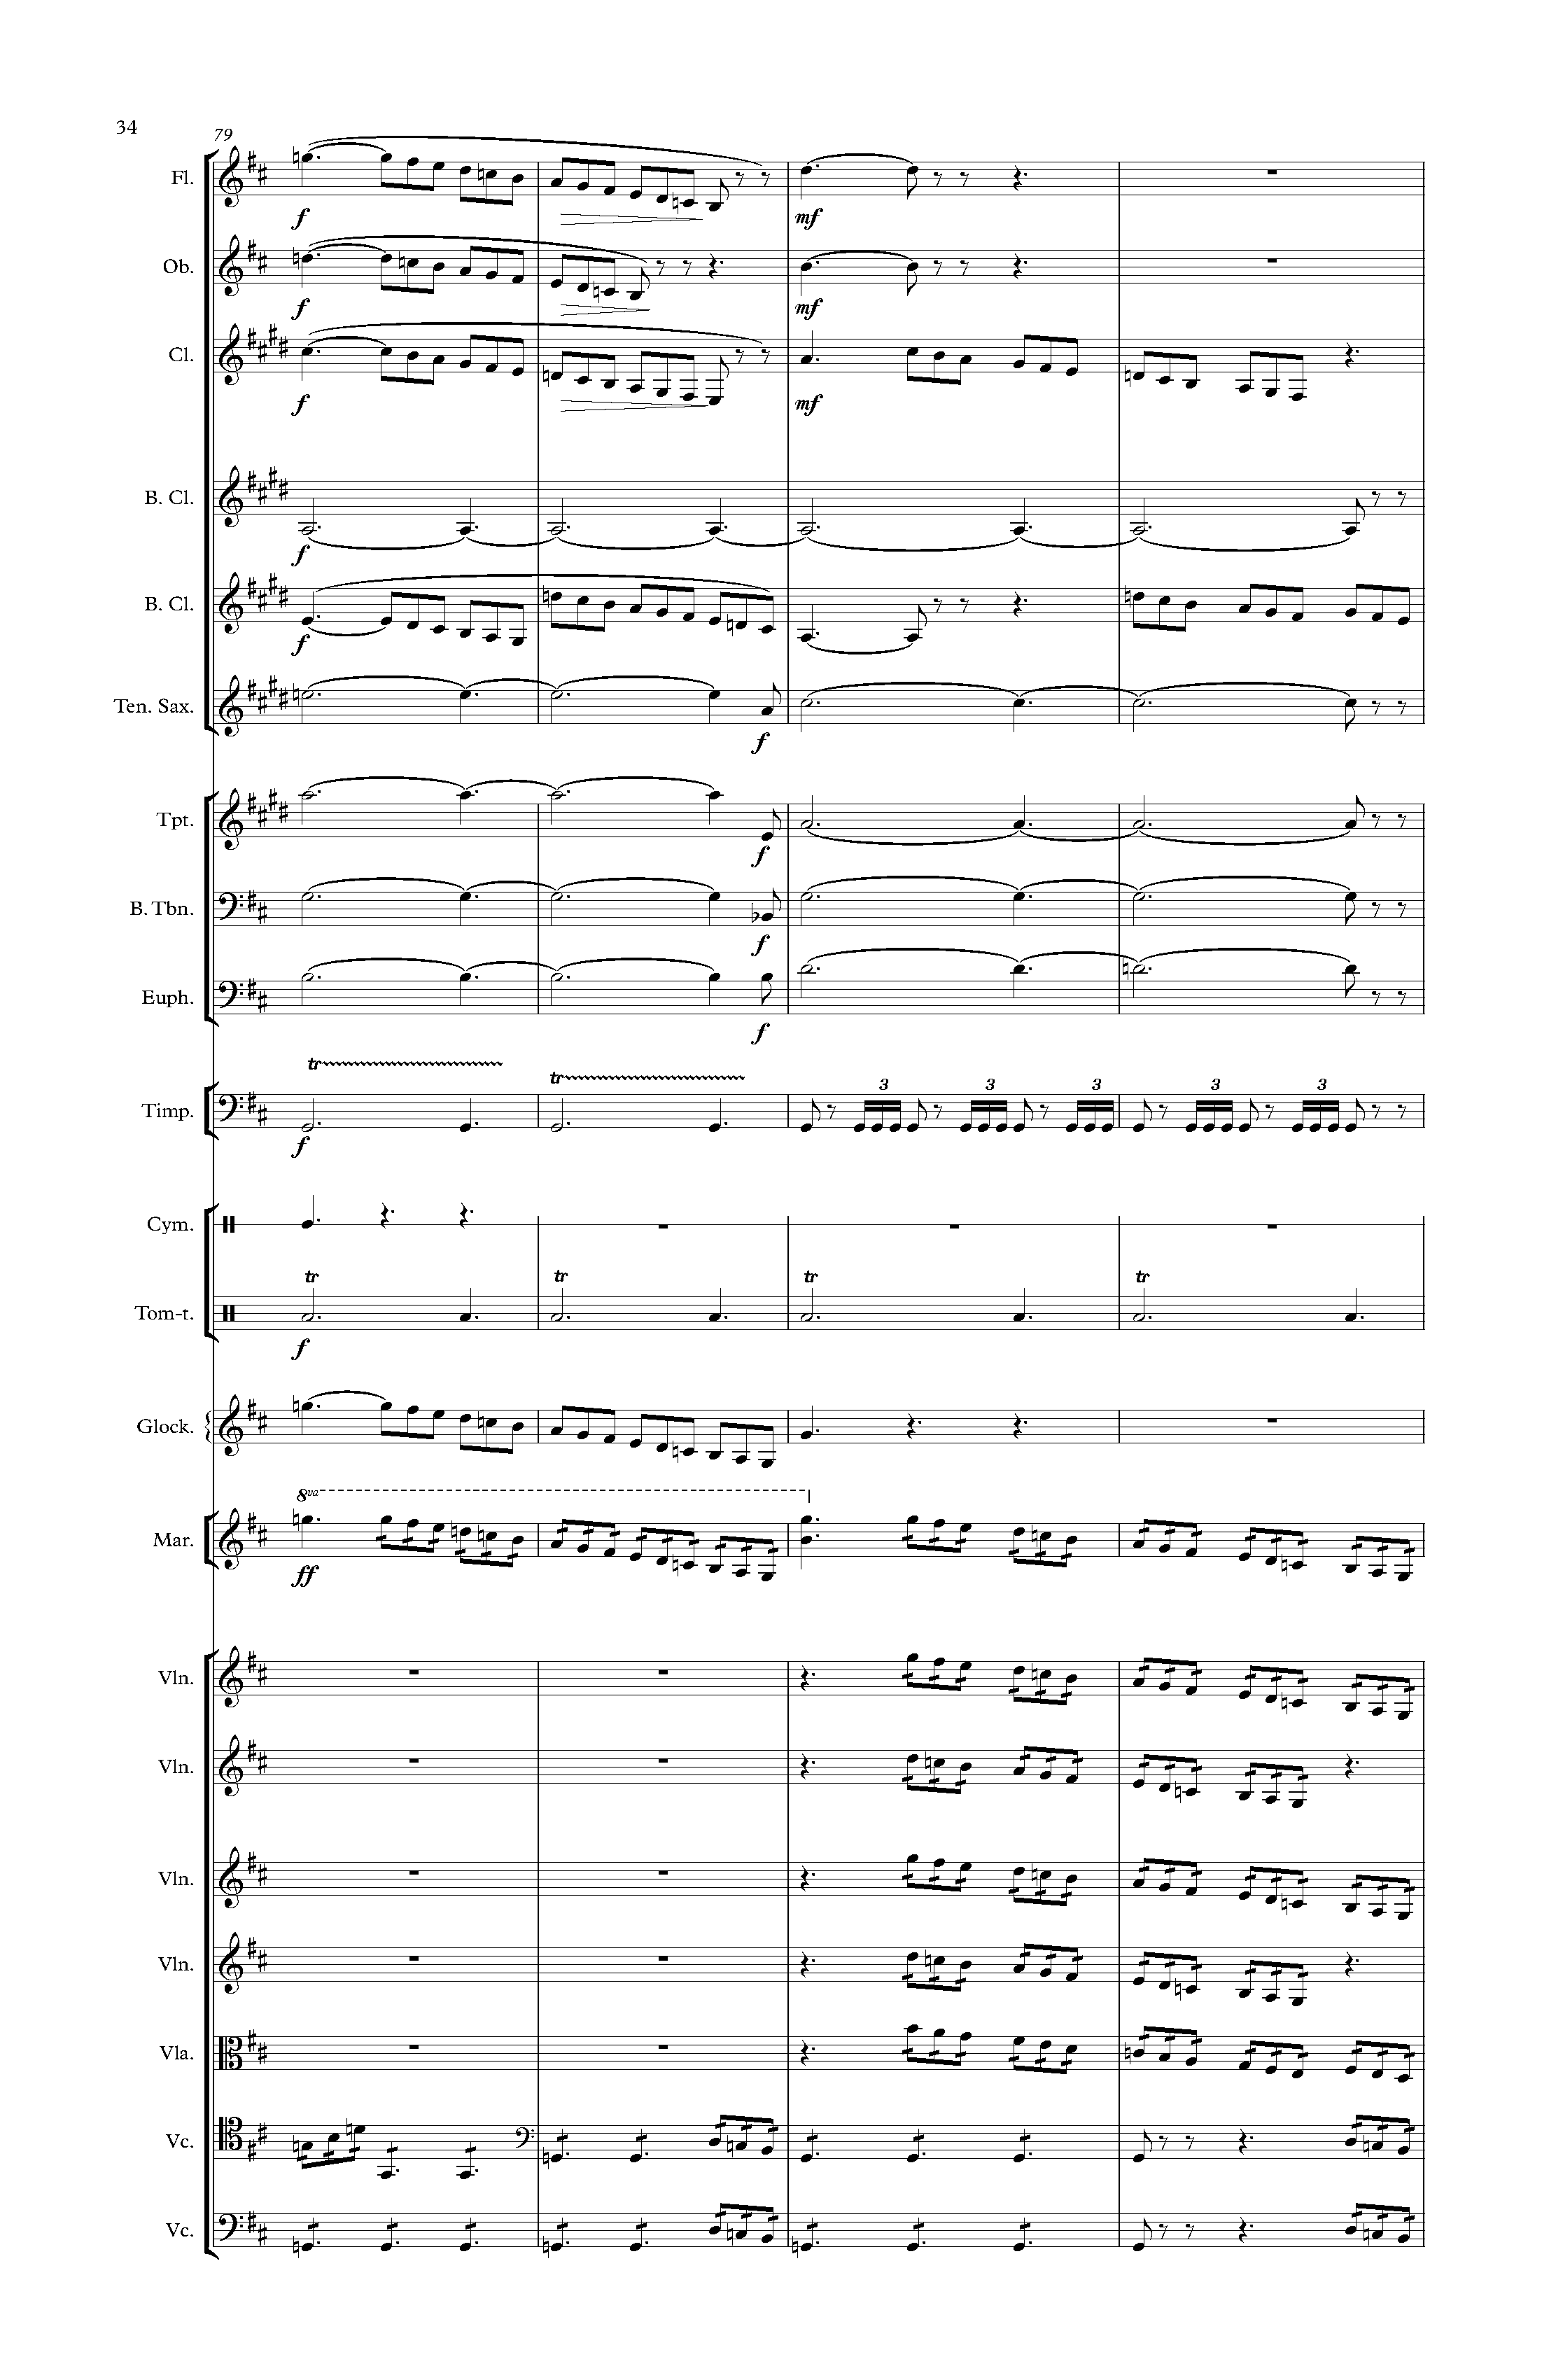 34
79
Fl.
f
mf
Ob.
f
mf
Cl.
f
mf
B. Cl.
f
B. Cl.
f
Ten. Sax.
f
Tpt.
f
B. Tbn.
f
Euph.
f
tr tr
3 3 3 3 3
Timp.
f
Cym.
tr tr tr tr
Tom-t.
f
Glock.
8va
Mar.
ff
Vln.
Vln.
Vln.
Vln.
Vla.
Vc.
Vc.